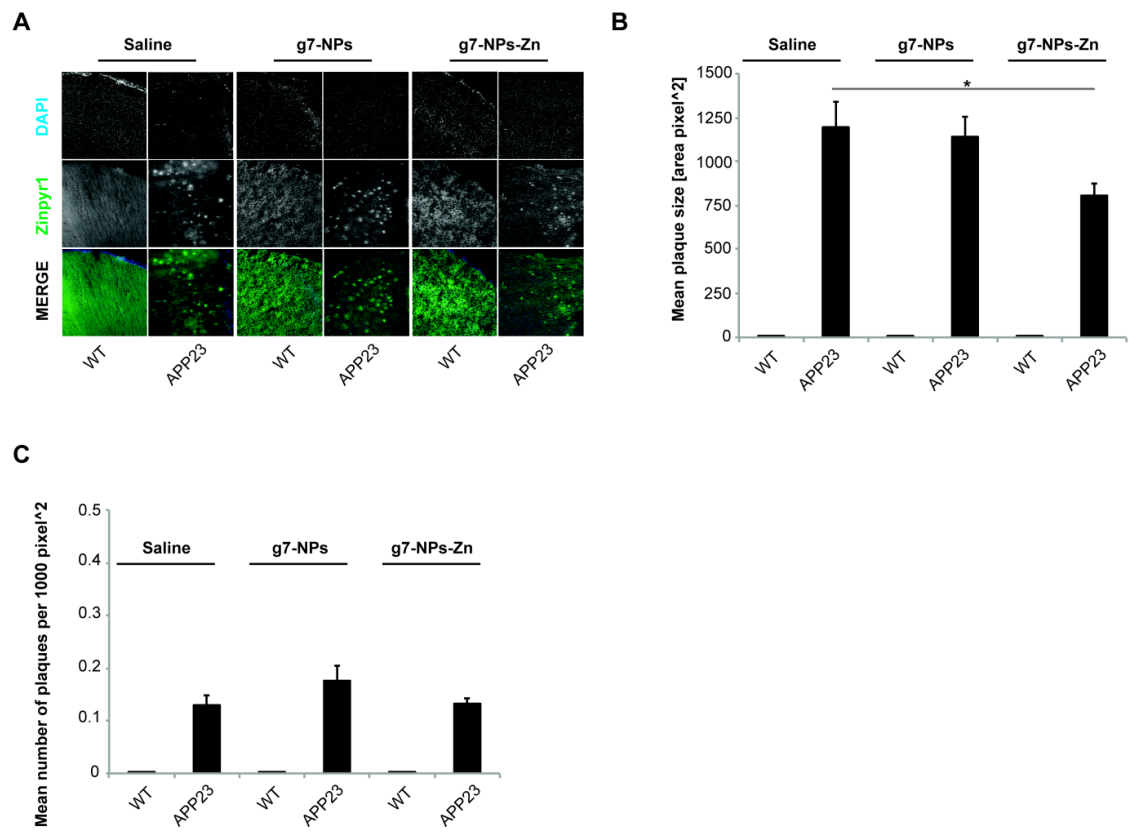 A
Saline g7-NPs g7-NPs-Zn
DAPI
Zinpyr1
MERGE
WT APP23 WT APP23 WT APP23
B
Saline g7-NPs g7-NPs-Zn
Mean plaque size [area pixel^2]
1500
1250
1000
750
500
250
0
*
WT APP23 WT APP23 WT APP23
C
Mean number of plaques per 1000 pixel^2
0.5
0.4
0.3
0.2
0.1
0
Saline g7-NPs g7-NPs-Zn
WT APP23 WT APP23 WT APP23